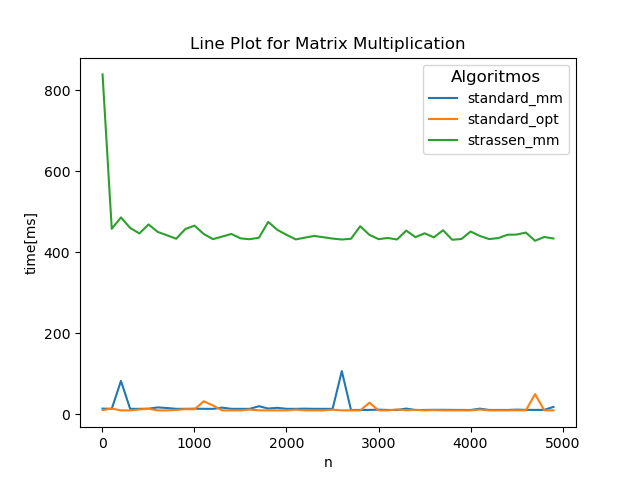 Line Plot for Matrix Multiplication
Algoritmos
standard_mm
standard_opt
strassen_mm
time[ms]
800
600
400
200
0
0 1000 2000 3000 4000 5000
n